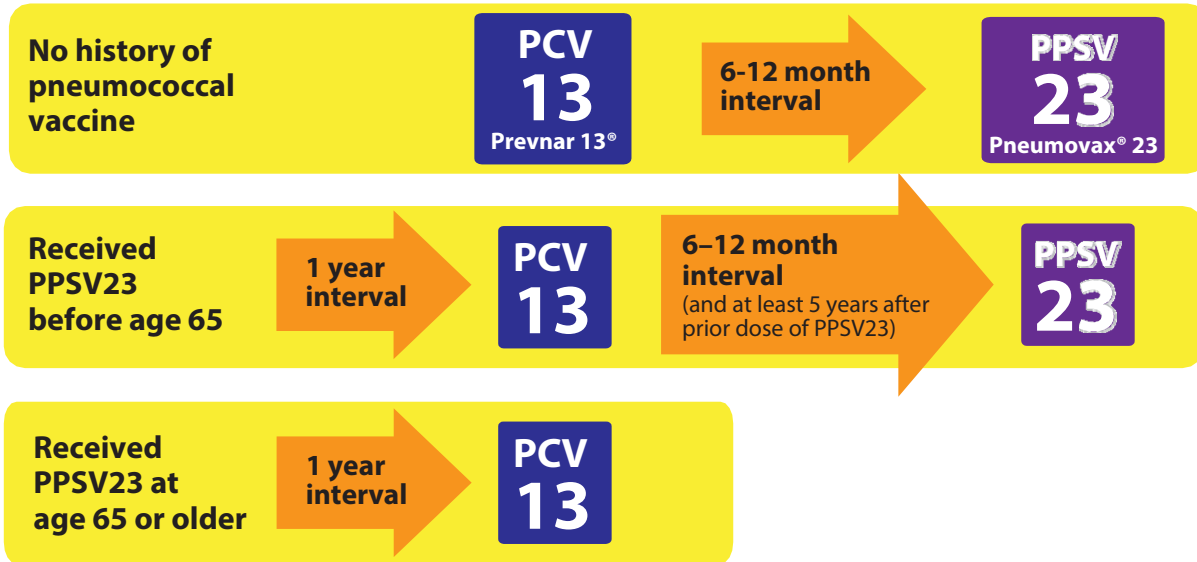 No history of
pneumococcal
vaccine
PCV
13
Prevnar 13®
6-12 month
interval
PPSV
23
Pneumovax® 23
Received
PPSV23
before age 65
1 year
interval
PCV
13
6–12 month
interval
(and at least 5 years after
prior dose of PPSV23)
PPSV
23
Received
PPSV23 at
age 65 or older
1 year
interval
PCV
13